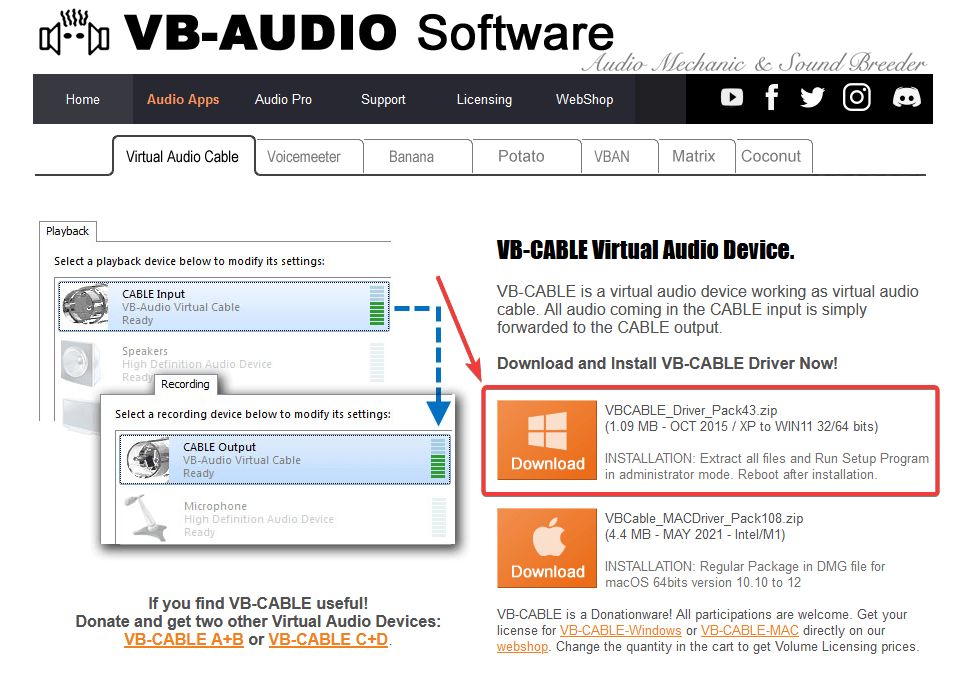 VB-AUDIO Software
Audio Mechanic & Sound Breeder
Home Audio Apps Audio Pro Support Licensing WebShop
Virtual Audio Cable Voicemeeter Banana Potato VBAN Matrix Coconut
Playback
Select a playback device below to modify its settings:
CABLE Input
VB-Audio Virtual Cable
Ready
Speakers
High Definition Audio Device
Ready
Recording
Select a recording device below to modify its settings:
CABLE Output
VB-Audio Virtual Cable
Ready
Microphone
High Definition Audio Device
Ready
If you find VB-CABLE useful!
Donate and get two other Virtual Audio Devices:
VB-CABLE A+B or VB-CABLE C+D.
VB-CABLE Virtual Audio Device.
VB-CABLE is a virtual audio device working as virtual audio
cable. All audio coming in the CABLE input is simply
forwarded to the CABLE output.
Download and Install VB-CABLE Driver Now!
Download
VBCABLE_Driver_Pack43.zip
(1.09 MB - OCT 2015 / XP to WIN11 32/64 bits)
INSTALLATION: Extract all files and Run Setup Program
in administrator mode. Reboot after installation.
Download
VBCable_MACDriver_Pack108.zip
(4.4 MB - MAY 2021 - Intel/M1)
INSTALLATION: Regular Package in DMG file for
macOS 64bits version 10.10 to 12
VB-CABLE is a Donationware! All participations are welcome. Get your
license for VB-CABLE-Windows or VB-CABLE-MAC directly on our
webshop. Change the quantity in the cart to get Volume Licensing prices.